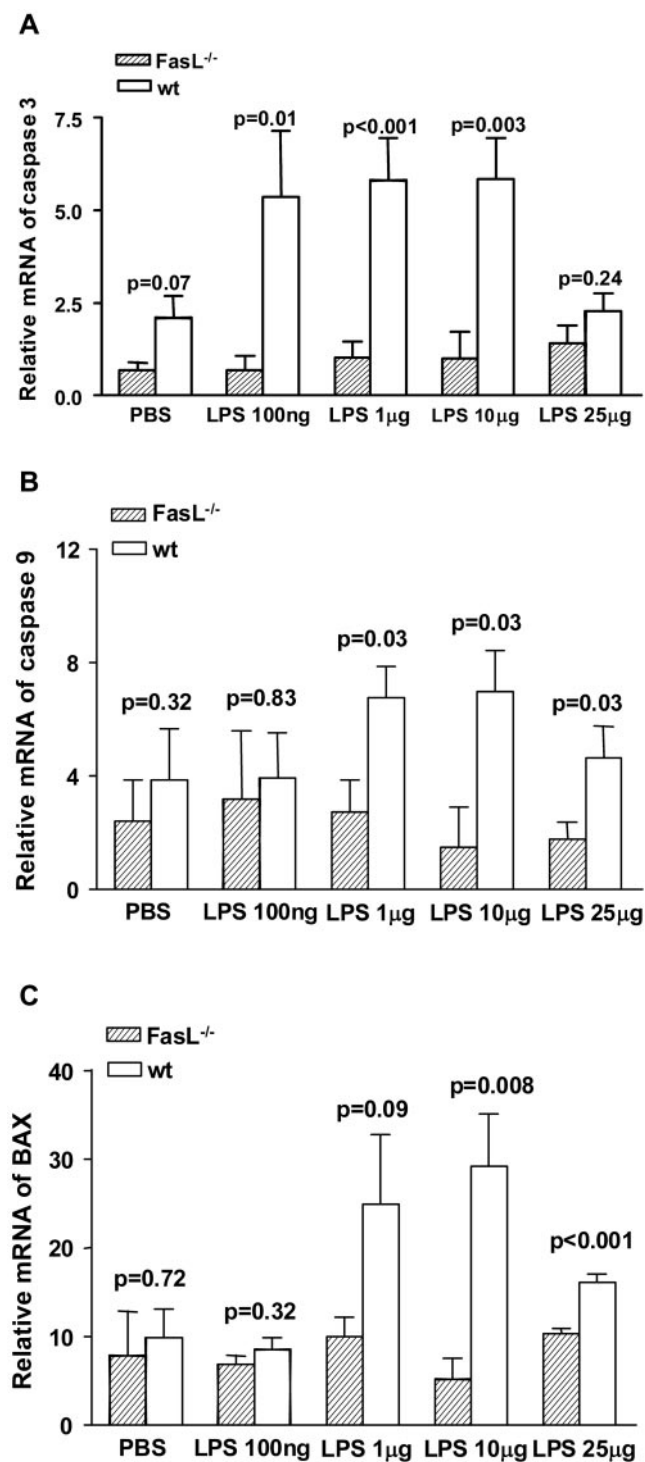 A
FasL-/-
wt
Relative mRNA of caspase 3
7.5
5.0
2.5
0.0
p=0.07
p=0.01
p<0.001
p=0.003
p=0.24
PBS LPS 100ng LPS 1μg LPS 10μg LPS 25μg
B
FasL-/-
wt
Relative mRNA of caspase 9
12
8
4
0
p=0.32
p=0.83
p=0.03
p=0.03
p=0.03
PBS LPS 100ng LPS 1μg LPS 10μg LPS 25μg
C
FasL-/-
wt
Relative mRNA of BAX
40
30
20
10
0
p=0.72
p=0.32
p=0.09
p=0.008
p<0.001
PBS LPS 100ng LPS 1μg LPS 10μg LPS 25μg